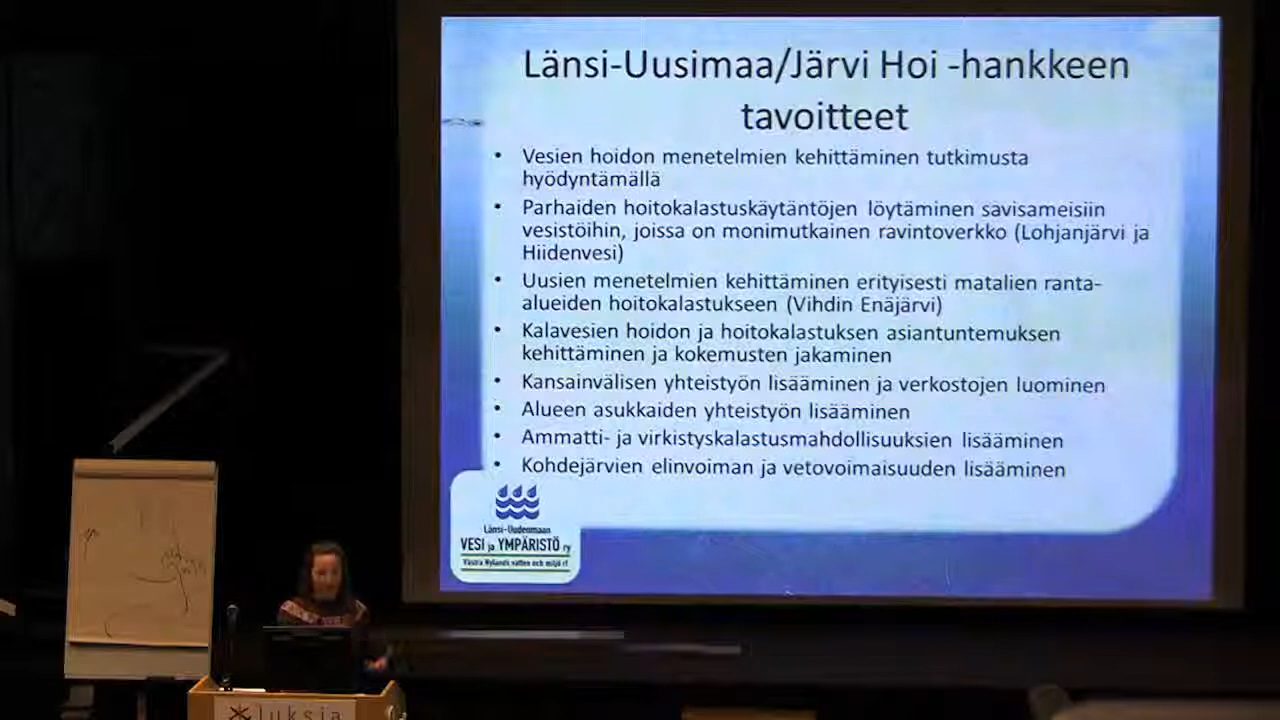 Länsi-Uusimaa/Järvi Hoi -hankkeen
tavoitteet
• Vesien hoidon menetelmien kehittäminen tutkimusta
hyödyntämällä
• Parhaiden hoitokalastuskäytäntöjen löytäminen savisameisiin
vesistöihin, joissa on monimutkainen ravintoverkko (Lohjanjärvi ja
Hiidenvesi)
• Uusien menetelmien kehittäminen erityisesti matalien ranta-
alueiden hoitokalastukseen (Vihdin Enäjärvi)
• Kalavesien hoidon ja hoitokalastuksen asiantuntemuksen
kehittäminen ja kokemusten jakaminen
• Kansainvälisen yhteistyön lisääminen ja verkostojen luominen
• Alueen asukkaiden yhteistyön lisääminen
• Ammatti- ja virkistyskalastusmahdollisuuksien lisääminen
• Kohdejärvien elinvoiman ja vetovoimaisuuden lisääminen
Länsi-Uudenmaan
VESI ja YMPÄRISTÖ ry
Västra Nylands vatten och miljö rf
luksia